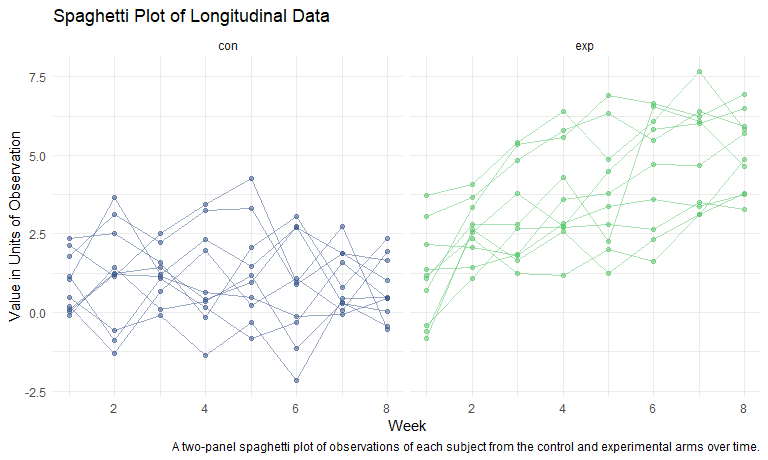 Spaghetti Plot of Longitudinal Data
con
exp
Value in Units of Observation
7.5
5.0
2.5
0.0
-2.5
2 4 6 8
2 4 6 8
Week
A two-panel spaghetti plot of observations of each subject from the control and experimental arms over time.